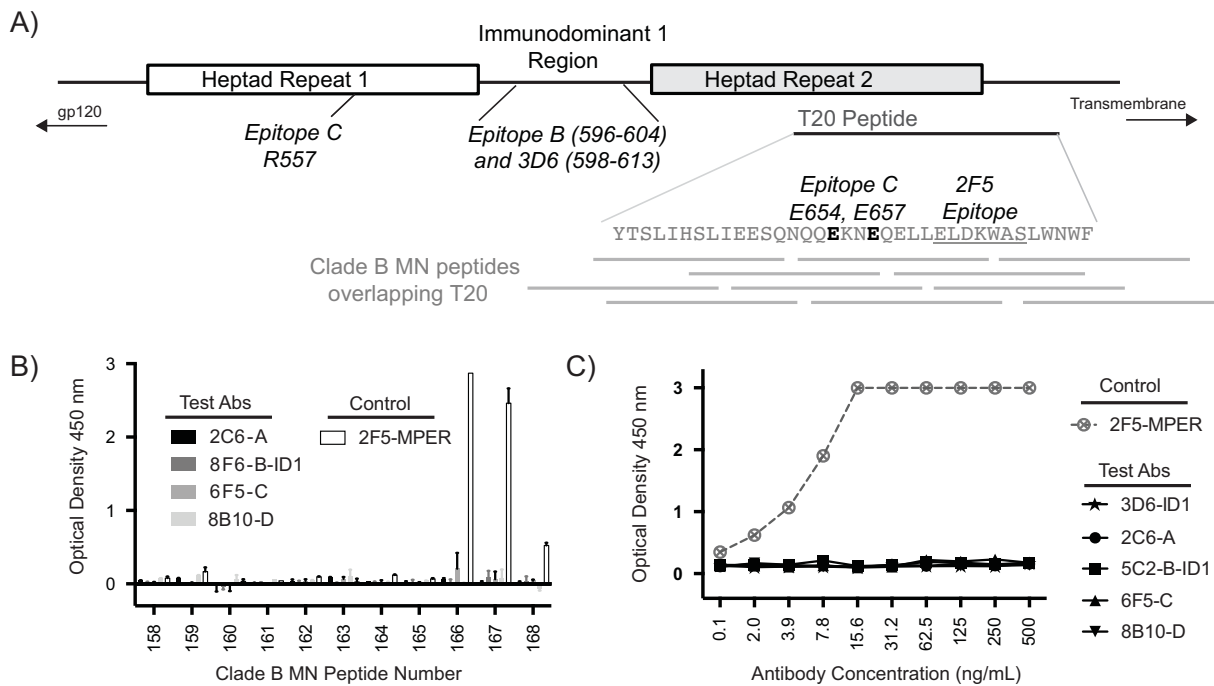 A)
Immunodominant 1
Region
Heptad Repeat 1
Heptad Repeat 2
gp120
Transmembrane
Epitope C
R557
Epitope B (596-604)
and 3D6 (598-613)
T20 Peptide
Epitope C
E654, E657
2F5
Epitope
YTSLIHSLIEESQNQQEKNEQELLELDKWASLWNWF
Clade B MN peptides
overlapping T20
B)
Optical Density 450 nm
3
2
1
0
Test Abs
2C6-A
8F6-B-ID1
6F5-C
8B10-D
Control
2F5-MPER
158
159
160
161
162
163
164
165
166
167
168
Clade B MN Peptide Number
C)
Optical Density 450 nm
3
2
1
0
0.1
2.0
3.9
7.8
15.6
31.2
62.5
125
250
500
Antibody Concentration (ng/mL)
Control
2F5-MPER
Test Abs
3D6-ID1
2C6-A
5C2-B-ID1
6F5-C
8B10-D